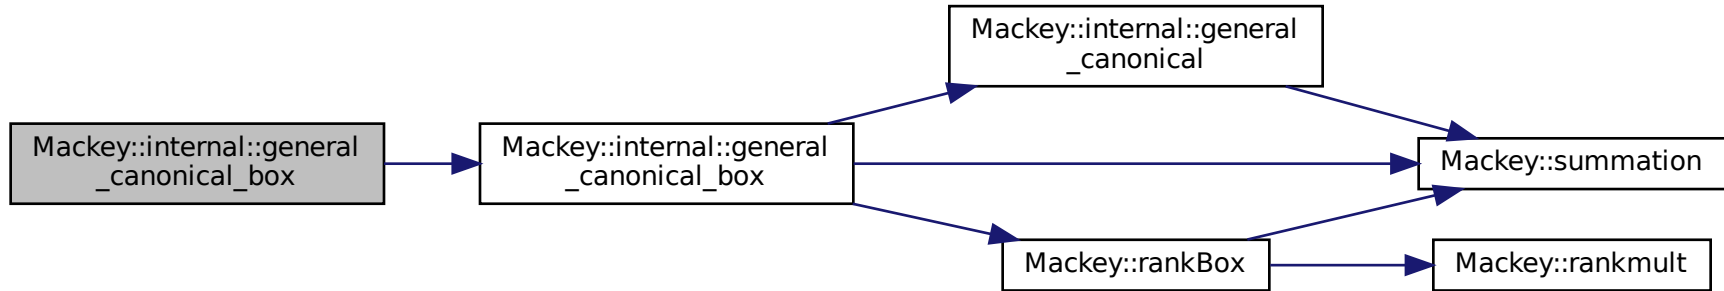 Mackey::internal::general
_canonical_box
Mackey::internal::general
_canonical_box
Mackey::internal::general
_canonical
Mackey::summation
Mackey::rankBox
Mackey::rankmult